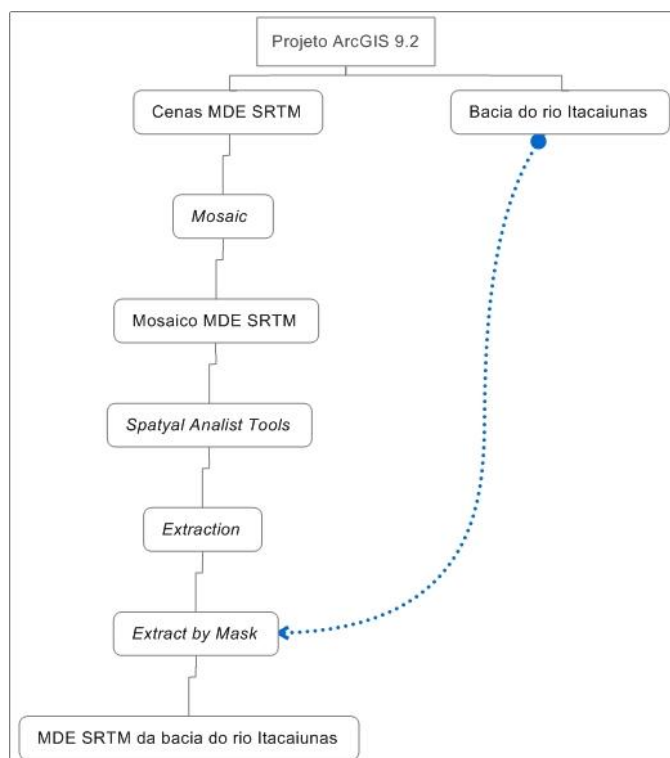 Projeto ArcGIS 9.2
Cenas MDE SRTM
Bacia do rio Itacaiunas
Mosaic
Mosaico MDE SRTM
Spatyal Analist Tools
Extraction
Extract by Mask
MDE SRTM da bacia do rio Itacaiunas